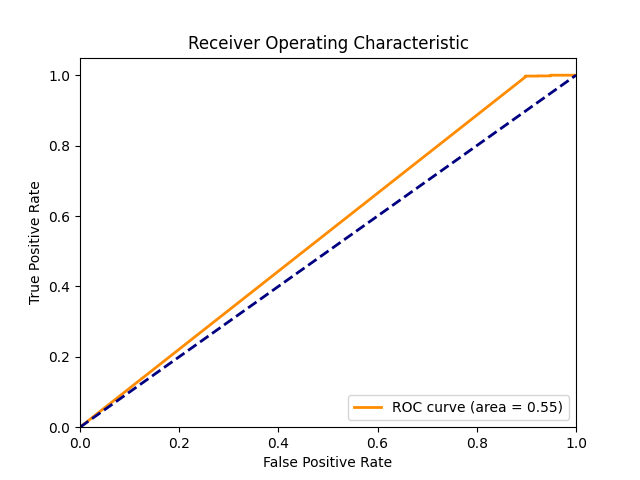 Receiver Operating Characteristic
1.0
0.8
0.6
0.4
0.2
0.0
True Positive Rate
ROC curve (area = 0.55)
0.0 0.2 0.4 0.6 0.8 1.0
False Positive Rate